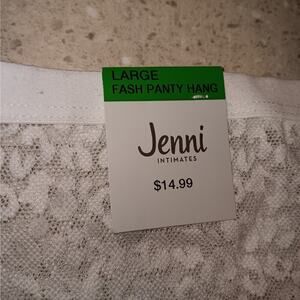 LARGE
FASH PANTY HANG
Jenni
INTIMATES
$14.99